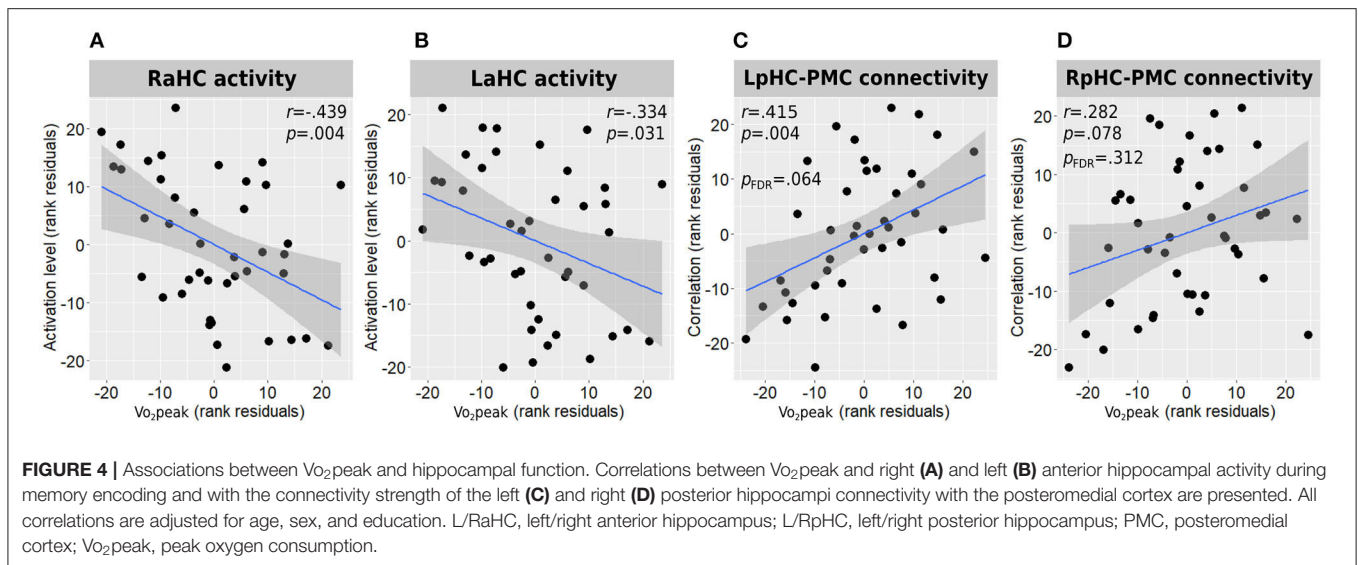 A
B
C
D
RaHC activity
LaHC activity
LpHC-PMC connectivity
RpHC-PMC connectivity
r=-.439
p=.004
20
10
0
-10
-20
Activation level (rank residuals)
-20 -10 0 10 20
Vo₂peak (rank residuals)
r=-.334
p=.031
20
10
0
-10
-20
Activation level (rank residuals)
-20 -10 0 10 20
Vo₂peak (rank residuals)
r=.415
p=.004
pFDR=.064
20
10
0
-10
-20
Correlation (rank residuals)
-20 -10 0 10 20
Vo₂peak (rank residuals)
r=.282
p=.078
pFDR=.312
20
10
0
-10
-20
Correlation (rank residuals)
-20 -10 0 10 20
Vo₂peak (rank residuals)
FIGURE 4 | Associations between Vo₂peak and hippocampal function. Correlations between Vo₂peak and right (A) and left (B) anterior hippocampal activity during
memory encoding and with the connectivity strength of the left (C) and right (D) posterior hippocampi connectivity with the posteromedial cortex are presented. All
correlations are adjusted for age, sex, and education. L/RaHC, left/right anterior hippocampus; L/RpHC, left/right posterior hippocampus; PMC, posteromedial
cortex; Vo₂peak, peak oxygen consumption.